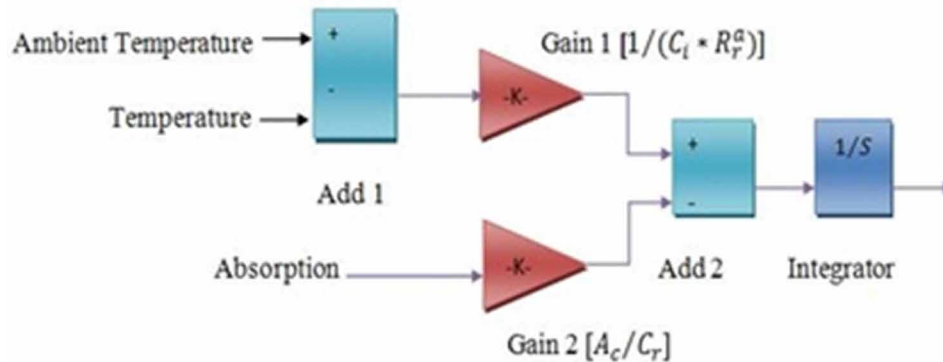 Ambient Temperature
+
-
Temperature
Add 1
Gain 1 [1/(C_i * R_r^a)]
-K-
+
-
Add 2
1/S
Integrator
Absorption
-K-
Gain 2 [A_c/C_r]